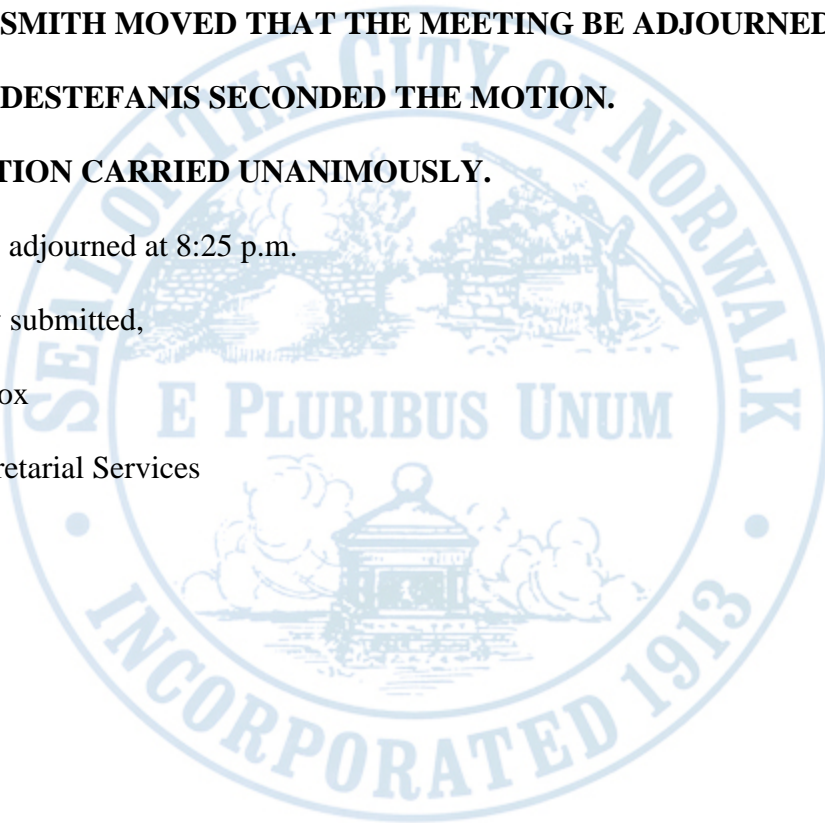 SMITH MOVED THAT THE MEETING BE ADJOURNED
DESTEFANIS SECONDED THE MOTION.
TION CARRIED UNANIMOUSLY.
adjourned at 8:25 p.m.
submitted,
ox
retarial Services
SEAL OF THE CITY OF NORWALK
E PLURIBUS UNUM
INCORPORATED 1913